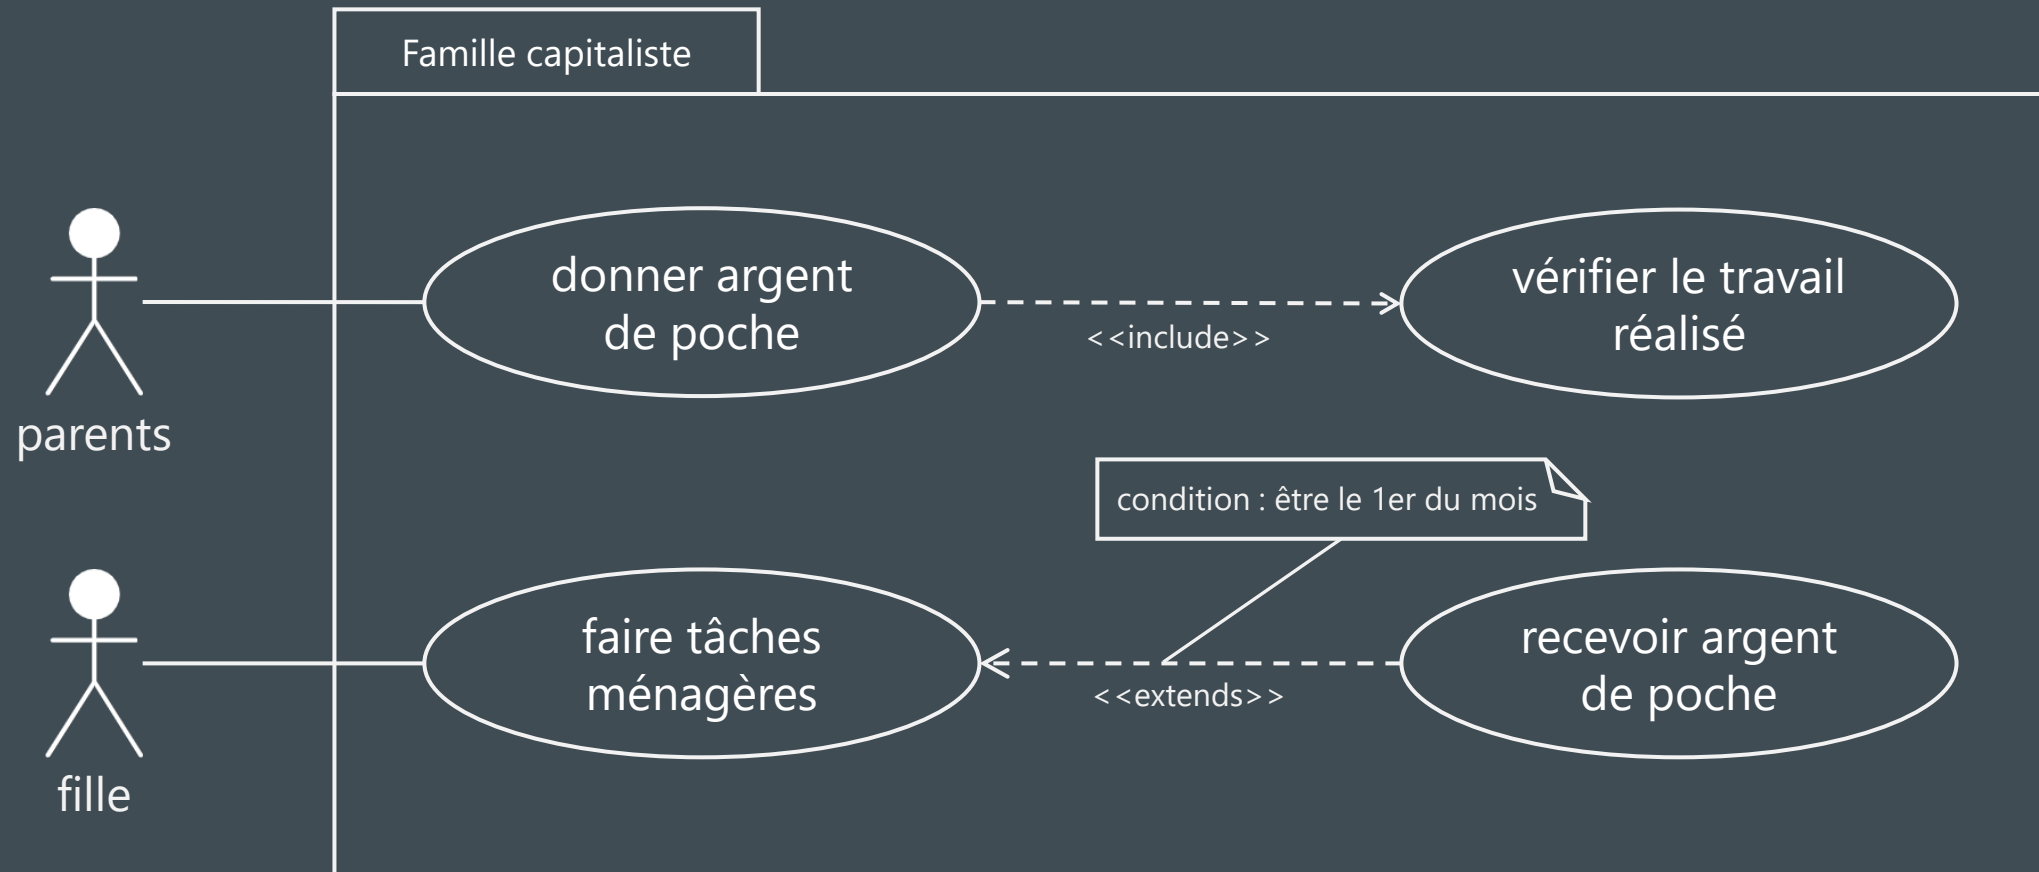 Famille capitaliste
donner argent
de poche
<<include>>
vérifier le travail
réalisé
parents
condition : être le 1er du mois
faire tâches
ménagères
<<extends>>
recevoir argent
de poche
fille